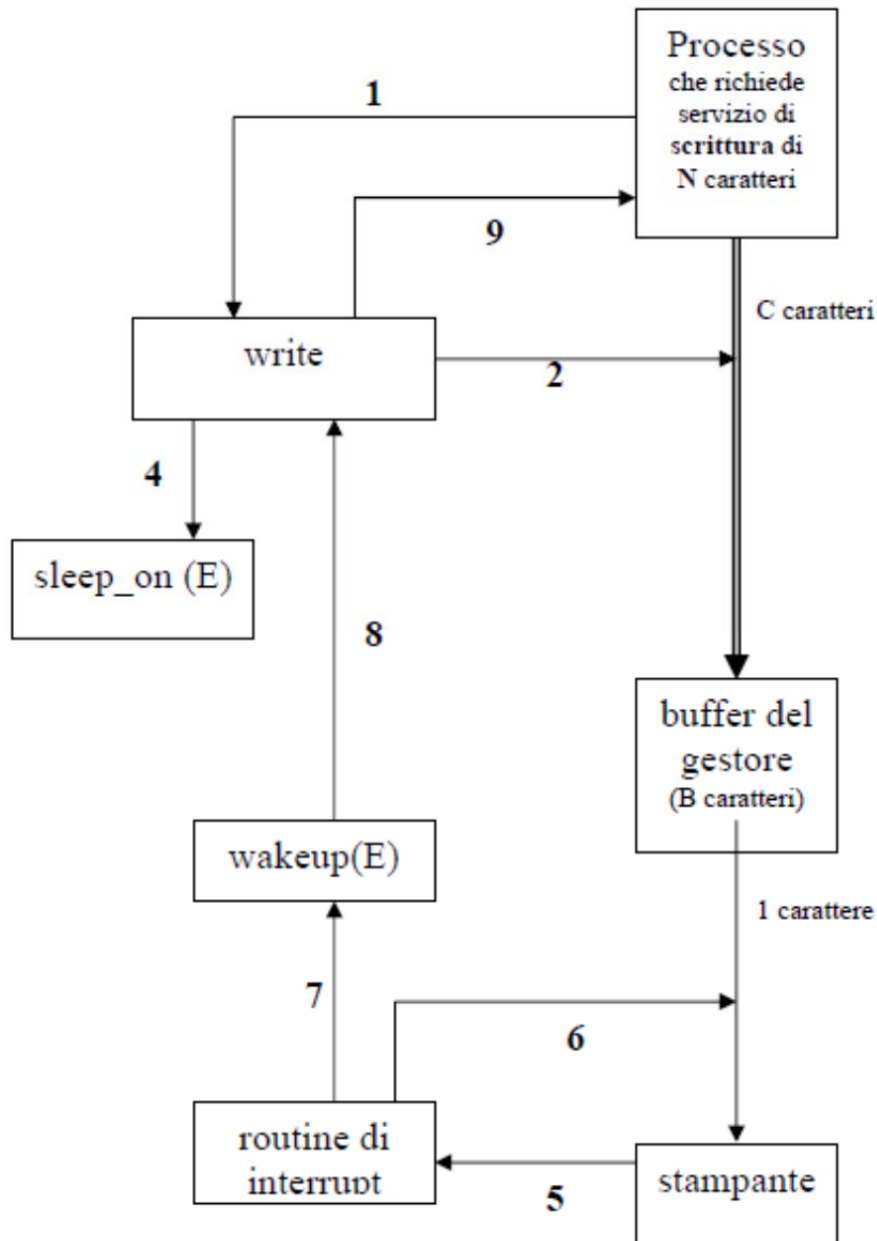 Processo
che richiede
servizio di
scrittura di
N caratteri
1
9
C caratteri
write
2
4
sleep_on (E)
8
buffer del
gestore
(B caratteri)
wakeup(E)
1 carattere
7
6
routine di
interrupt
5
stampante